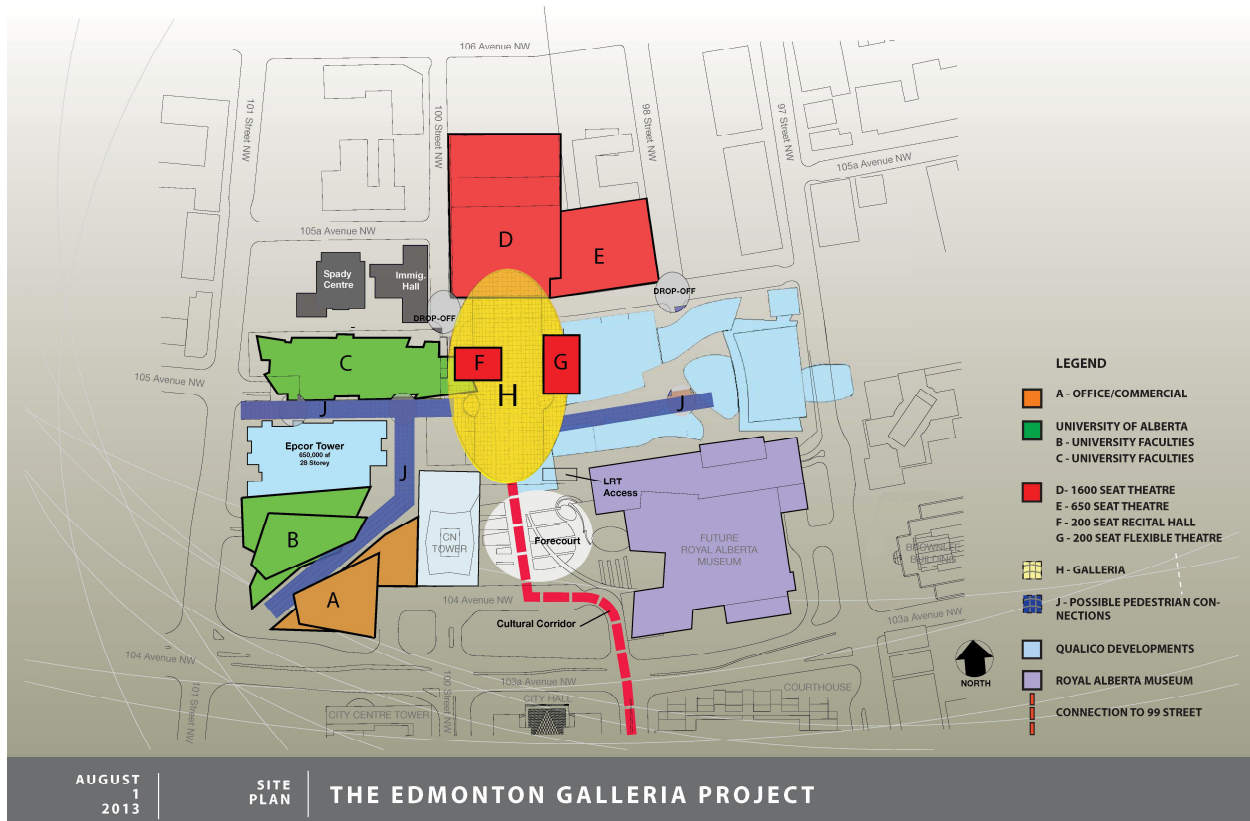 106 Avenue NW
101 Street NW
100 Street NW
98 Street NW
97 Street NW
105a Avenue NW
105a Avenue NW
D
E
Spady
Centre
Immig.
Hall
DROP-OFF
DROP-OFF
C
F
G
H
105 Avenue NW
J
J
J
Epcor Tower
650,000 sf
28 Storey
LRT
Access
B
CN
TOWER
Forecourt
FUTURE
ROYAL ALBERTA
MUSEUM
BROWNLEE
BUILDING
A
104 Avenue NW
Cultural Corridor
103a Avenue NW
104 Avenue NW
103a Avenue NW
101 Street NW
100 Street NW
CITY HALL
COURTHOUSE
CITY CENTRE TOWER
NORTH
LEGEND
A - OFFICE/COMMERCIAL
UNIVERSITY OF ALBERTA
B - UNIVERSITY FACULTIES
C - UNIVERSITY FACULTIES
D- 1600 SEAT THEATRE
E - 650 SEAT THEATRE
F - 200 SEAT RECITAL HALL
G - 200 SEAT FLEXIBLE THEATRE
H - GALLERIA
J - POSSIBLE PEDESTRIAN CON-
NECTIONS
QUALICO DEVELOPMENTS
ROYAL ALBERTA MUSEUM
CONNECTION TO 99 STREET
AUGUST
1
2013
SITE
PLAN
THE EDMONTON GALLERIA PROJECT